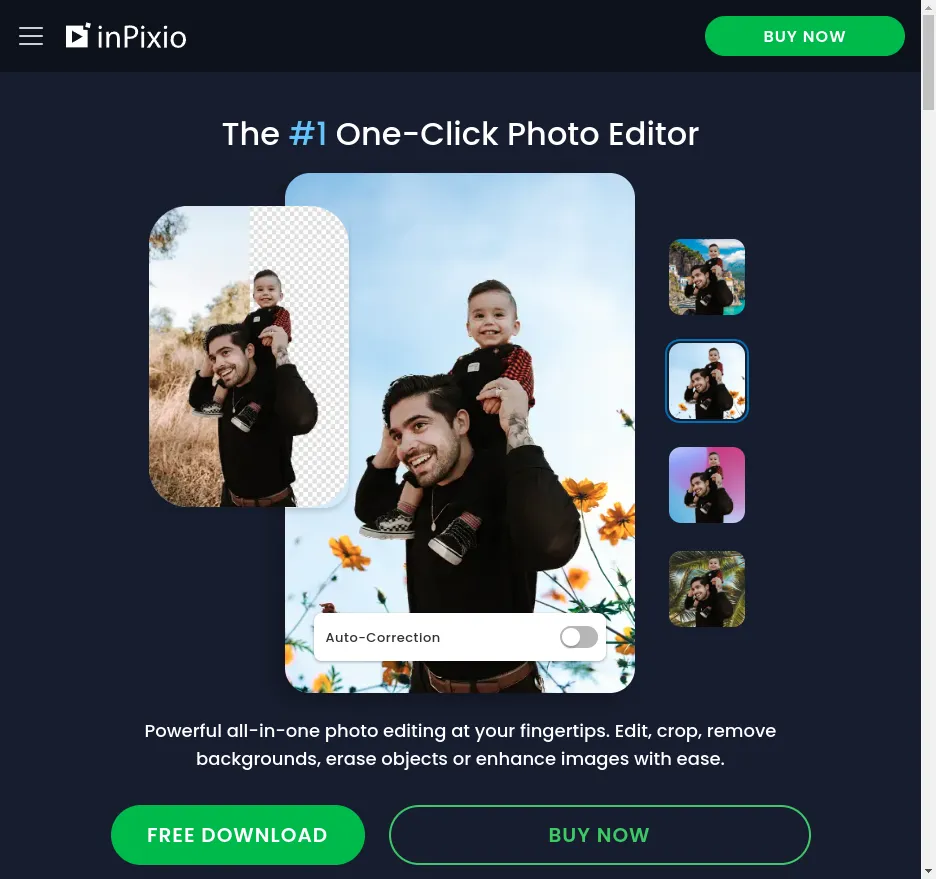 inPixio
BUY NOW
The #1 One-Click Photo Editor
Auto-Correction
Powerful all-in-one photo editing at your fingertips. Edit, crop, remove
backgrounds, erase objects or enhance images with ease.
FREE DOWNLOAD
BUY NOW